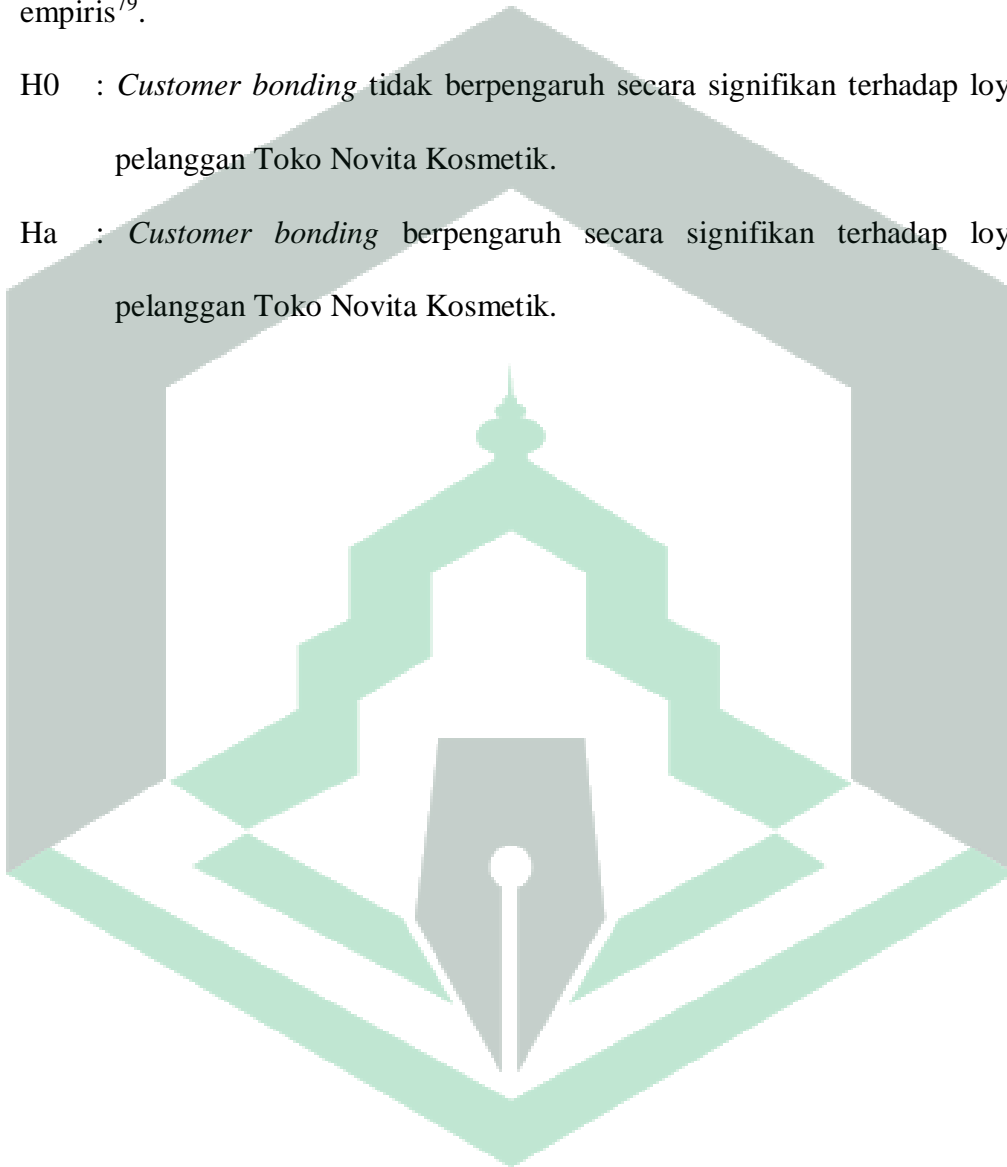 empiris⁷⁹.
H0 : Customer bonding tidak berpengaruh secara signifikan terhadap loy
pelanggan Toko Novita Kosmetik.
Ha : Customer bonding berpengaruh secara signifikan terhadap loy
pelanggan Toko Novita Kosmetik.